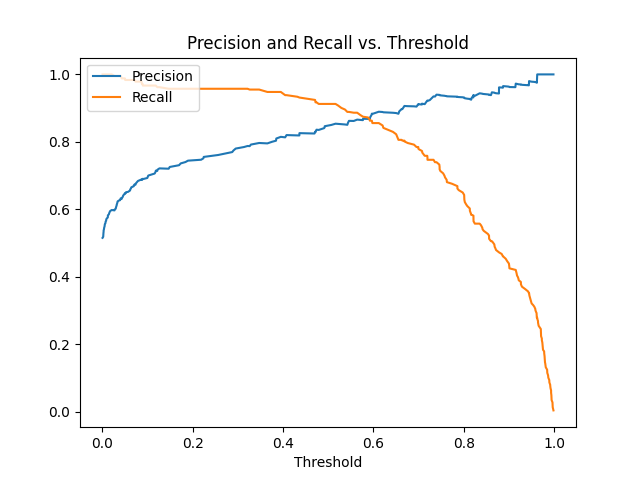 Precision and Recall vs. Threshold
Precision
Recall
1.0
0.8
0.6
0.4
0.2
0.0
0.0 0.2 0.4 0.6 0.8 1.0
Threshold